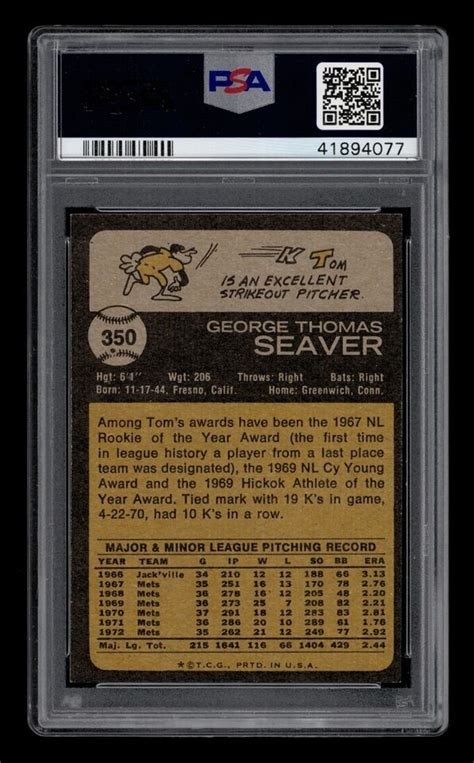 PSA
41894077
K Tom
IS AN EXCELLENT
STRIKEOUT PITCHER.
350
GEORGE THOMAS
SEAVER
Hgt: 6'4" Wgt: 206 Throws: Right Bats: Right
Born: 11-17-44, Fresno, Calif. Home: Greenwich, Conn.
Among Tom's awards have been the 1967 NL
Rookie of the Year Award (the first time
in league history a player from a last place
team was designated), the 1969 NL Cy Young
Award and the 1969 Hickok Athlete of the
Year Award. Tied mark with 19 K's in game,
4-22-70, had 10 K's in a row.
MAJOR & MINOR LEAGUE PITCHING RECORD
YEAR TEAM G IP W L SO BB ERA
1966 Jack'ville 34 210 12 12 188 66 3.13
1967 Mets 35 251 16 13 170 78 2.76
1968 Mets 36 278 16 12 205 48 2.20
1969 Mets 36 273 25 7 208 82 2.21
1970 Mets 37 291 18 12 283 83 2.81
1971 Mets 36 286 20 10 289 61 1.76
1972 Mets 35 262 21 12 249 77 2.92
Maj. Lg. Tot. 215 1641 116 66 1404 429 2.44
*©T.C.G., PRTD. IN U.S.A.